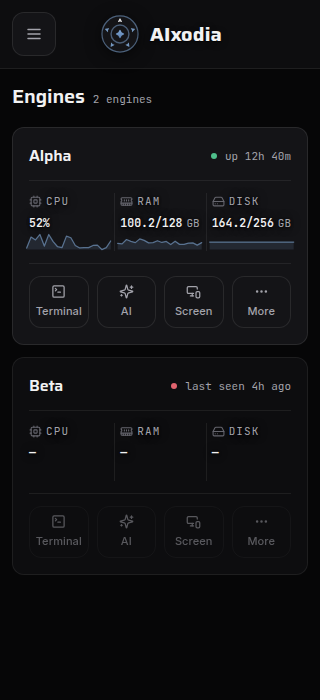 AIxodia
Engines 2 engines
Alpha up 12h 40m
CPU RAM DISK
52% 100.2/128 GB 164.2/256 GB
Terminal AI Screen More
Beta last seen 4h ago
CPU RAM DISK
— — —
Terminal AI Screen More